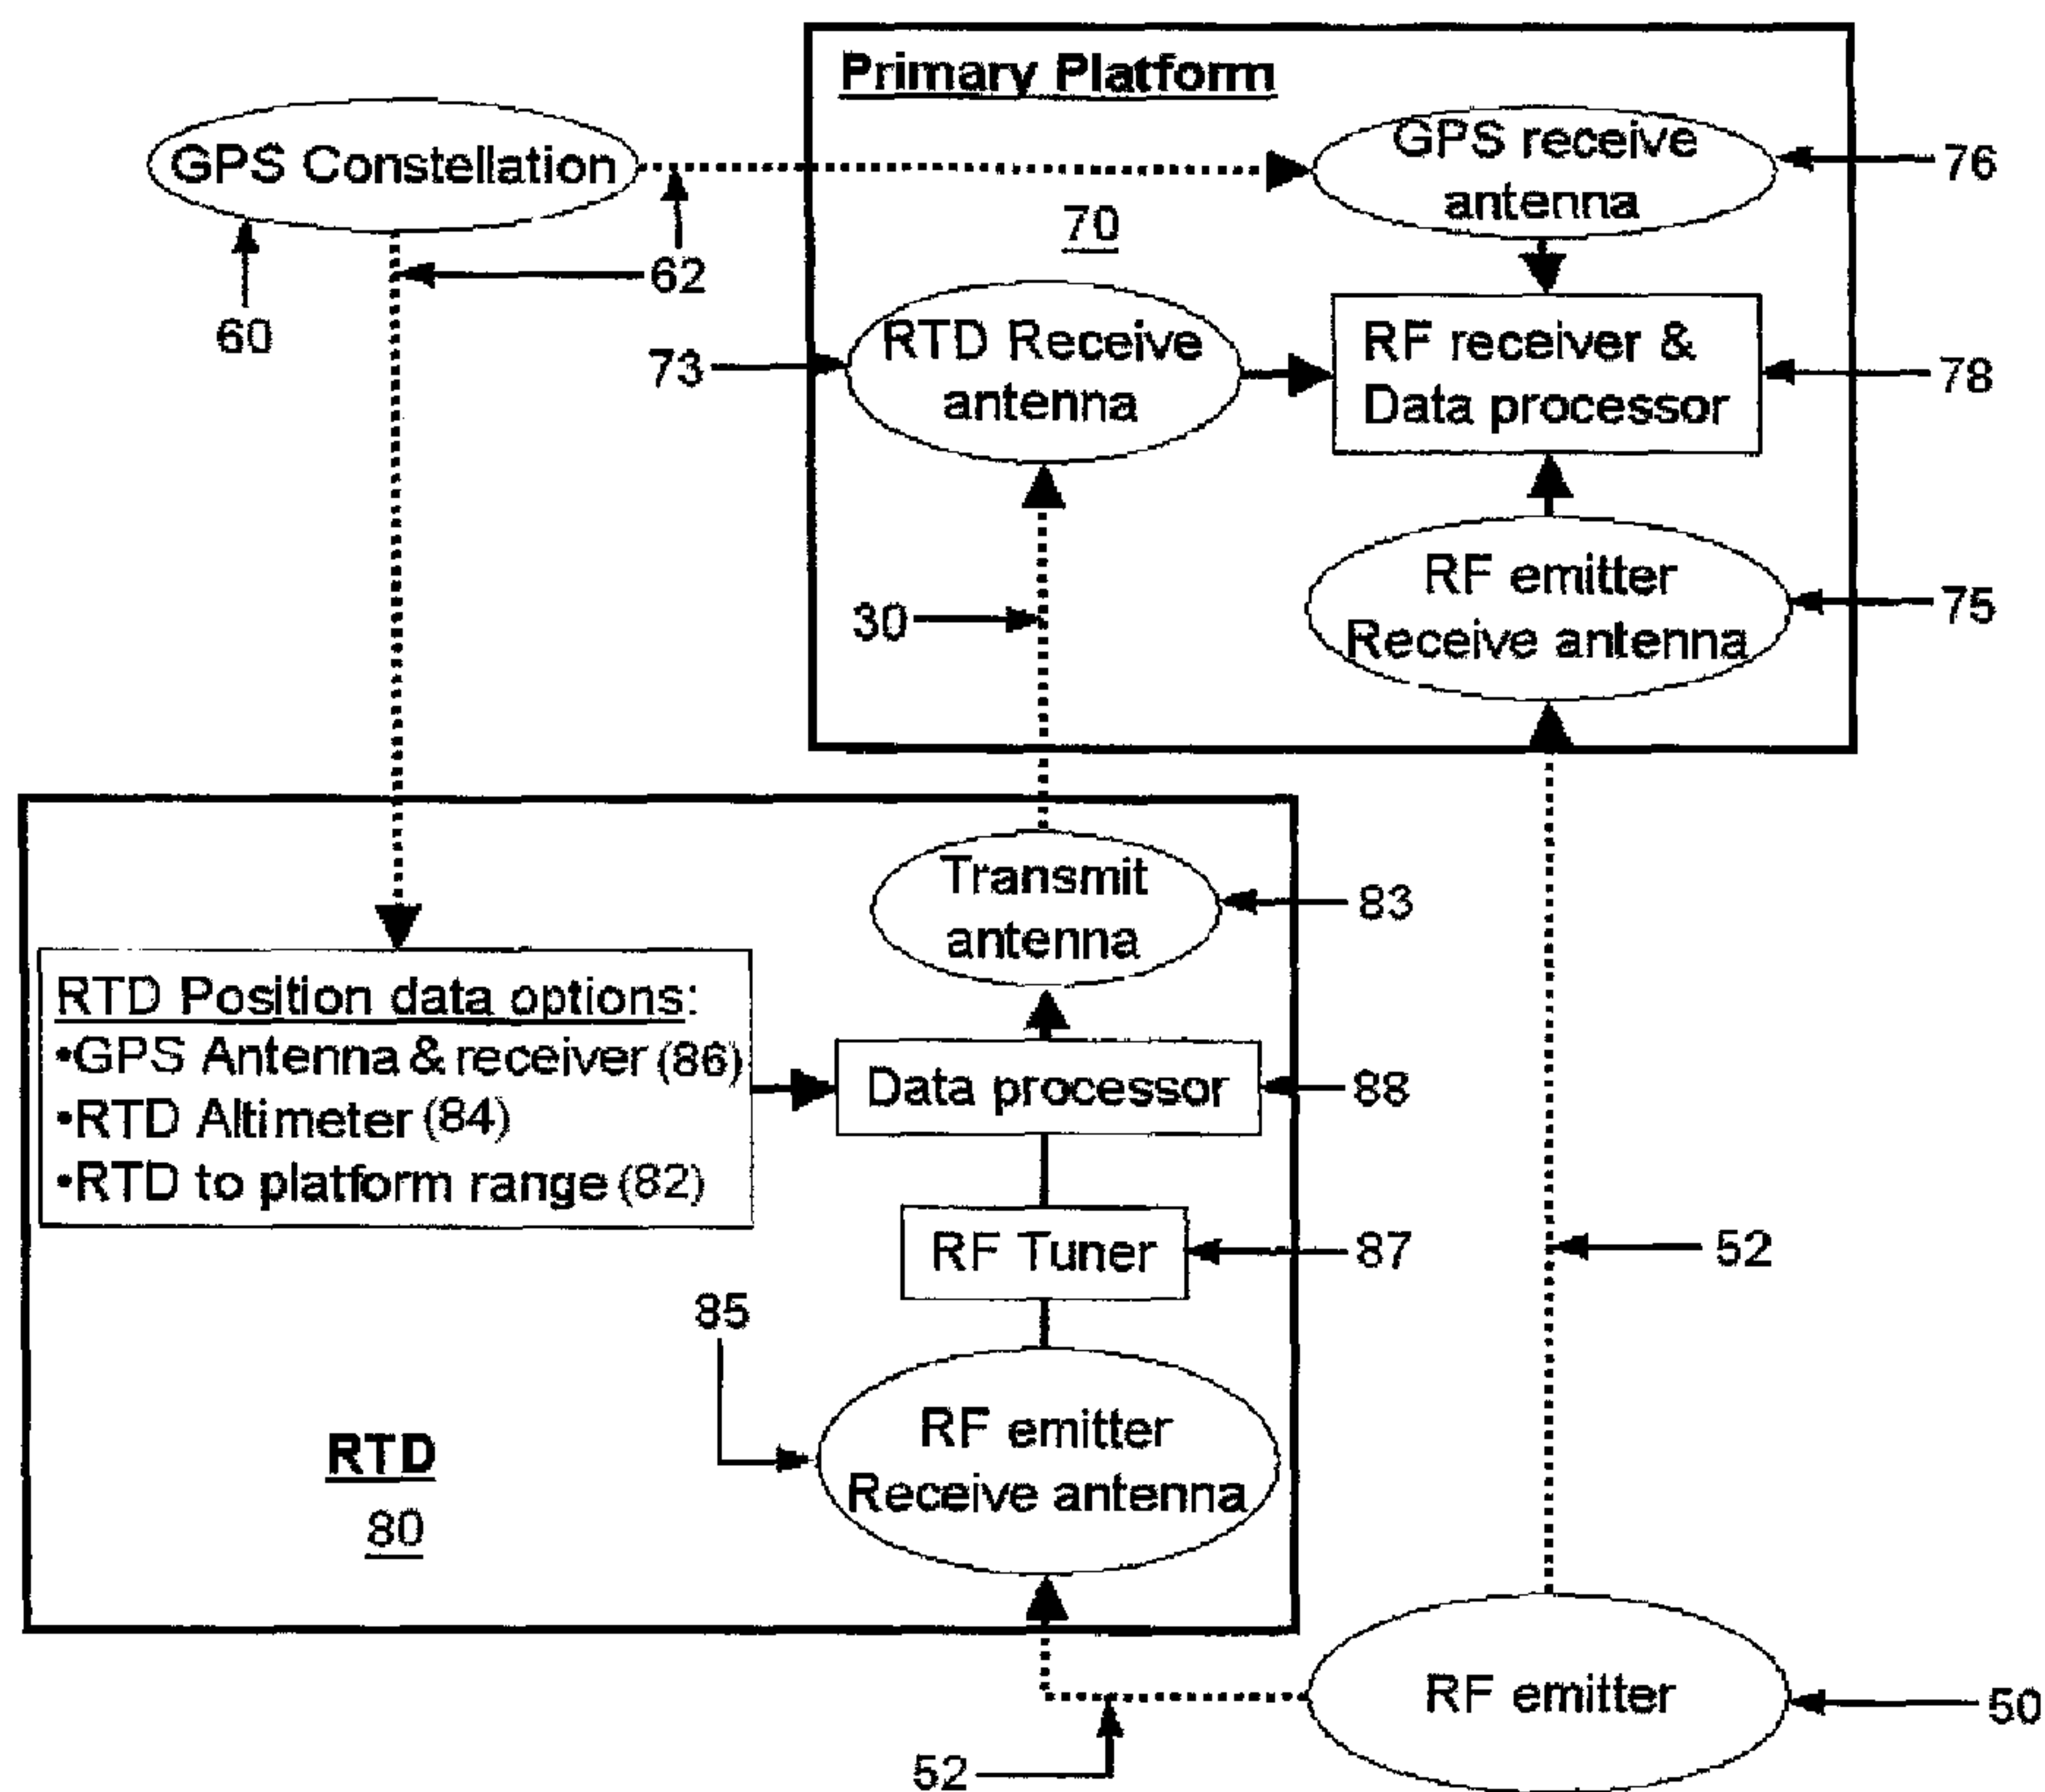 Primary Platform
GPS Constellation
GPS receive
antenna
76
70
62
60
RTD Receive
antenna
73
RF receiver &
Data processor
78
RF emitter
Receive antenna
75
30
Transmit
antenna
83
RTD Position data options:
•GPS Antenna & receiver (86)
•RTD Altimeter (84)
•RTD to platform range (82)
Data processor
88
RF Tuner
87
52
85
RF emitter
Receive antenna
RTD
80
RF emitter
50
52